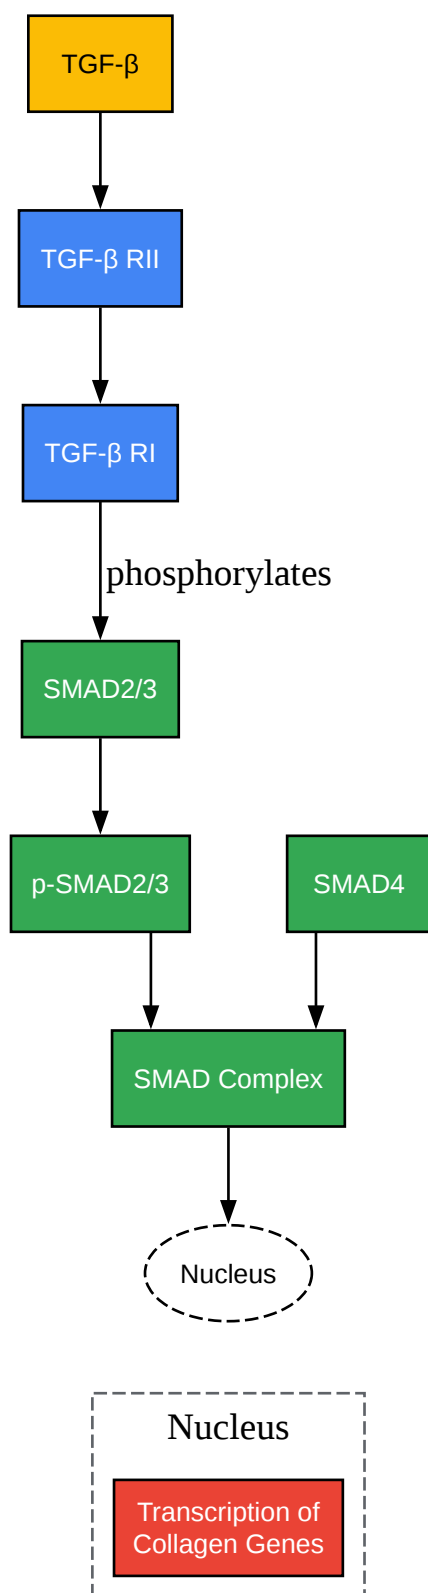 TGF-β
TGF-β RII
TGF-β RI
phosphorylates
SMAD2/3
p-SMAD2/3
SMAD4
SMAD Complex
Nucleus
Nucleus
Transcription of
Collagen Genes